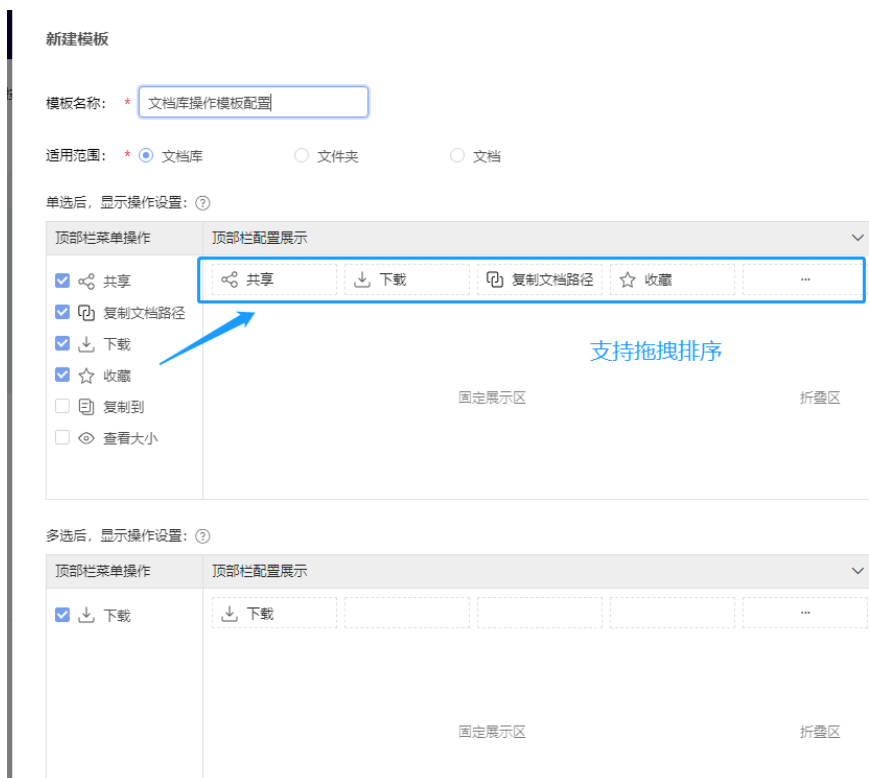 新建模板
模板名称： * 文档库操作模板配置
适用范围： * 文档库 文件夹 文档
单选后，显示操作设置： ?
顶部栏菜单操作 顶部栏配置展示
共享 共享 下载 复制文档路径 收藏 ...
复制文档路径
下载 支持拖拽排序
收藏
复制到 固定展示区 折叠区
查看大小
多选后，显示操作设置： ?
顶部栏菜单操作 顶部栏配置展示
下载 下载 ...
固定展示区 折叠区